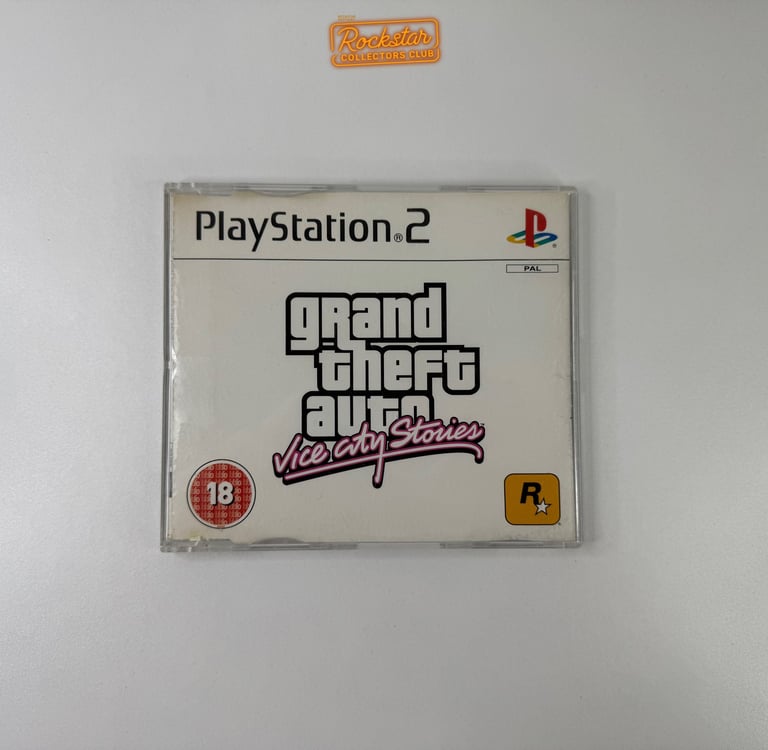 Rockstar
COLLECTORS CLUB
PlayStation®2
®
PAL
grand
theft
auto
Vice City Stories
18
R